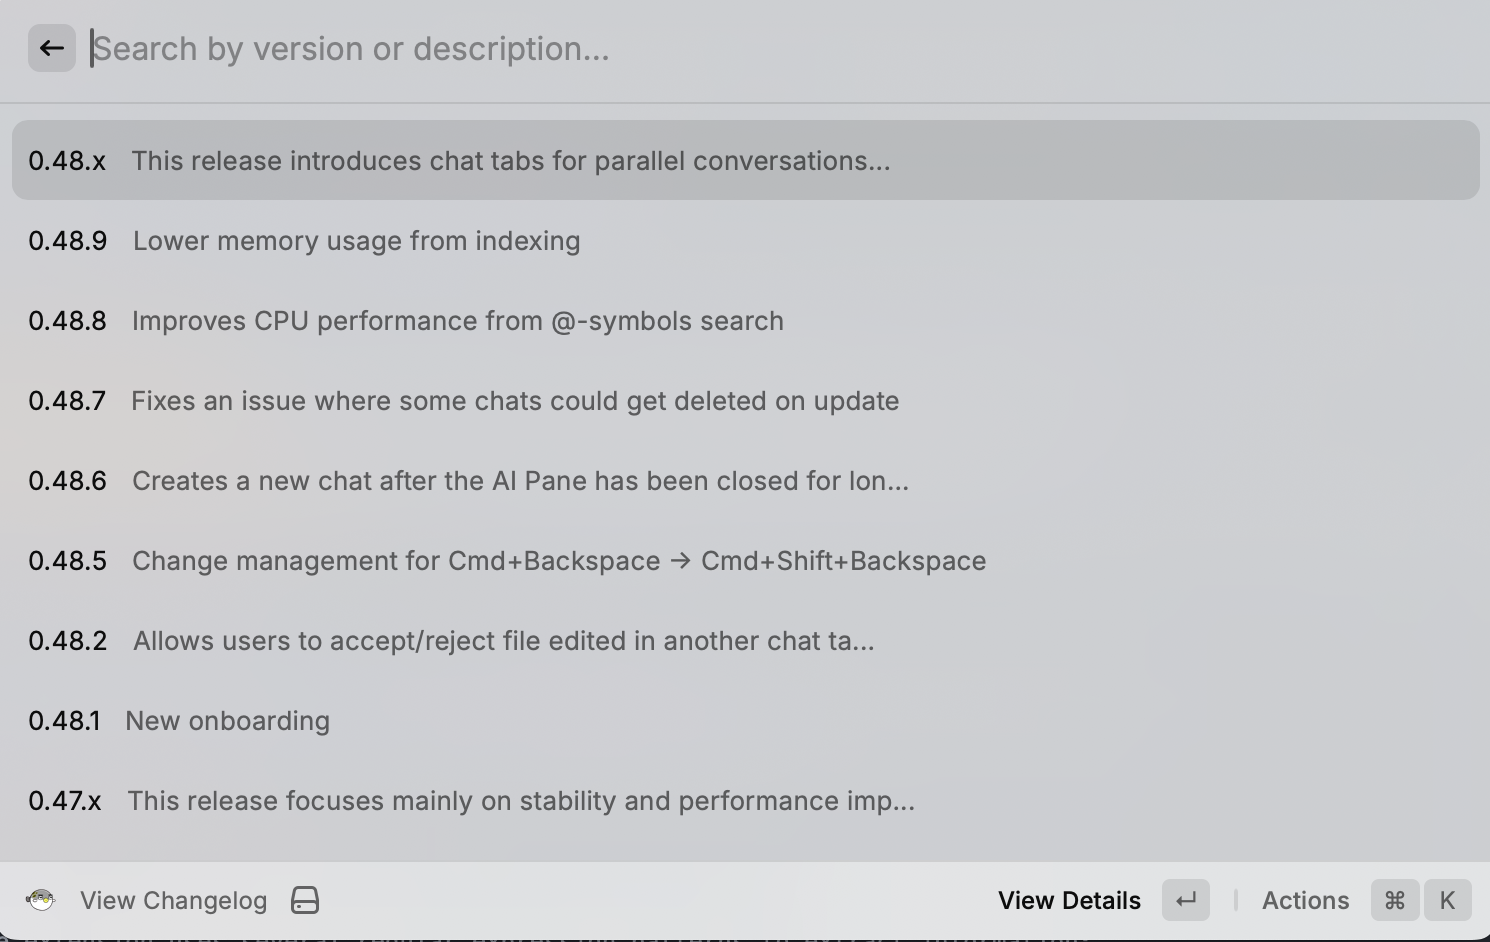 Search by version or description...
0.48.x This release introduces chat tabs for parallel conversations...
0.48.9 Lower memory usage from indexing
0.48.8 Improves CPU performance from @-symbols search
0.48.7 Fixes an issue where some chats could get deleted on update
0.48.6 Creates a new chat after the AI Pane has been closed for lon...
0.48.5 Change management for Cmd+Backspace → Cmd+Shift+Backspace
0.48.2 Allows users to accept/reject file edited in another chat ta...
0.48.1 New onboarding
0.47.x This release focuses mainly on stability and performance imp...
View Changelog View Details ↵ Actions ⌘ K